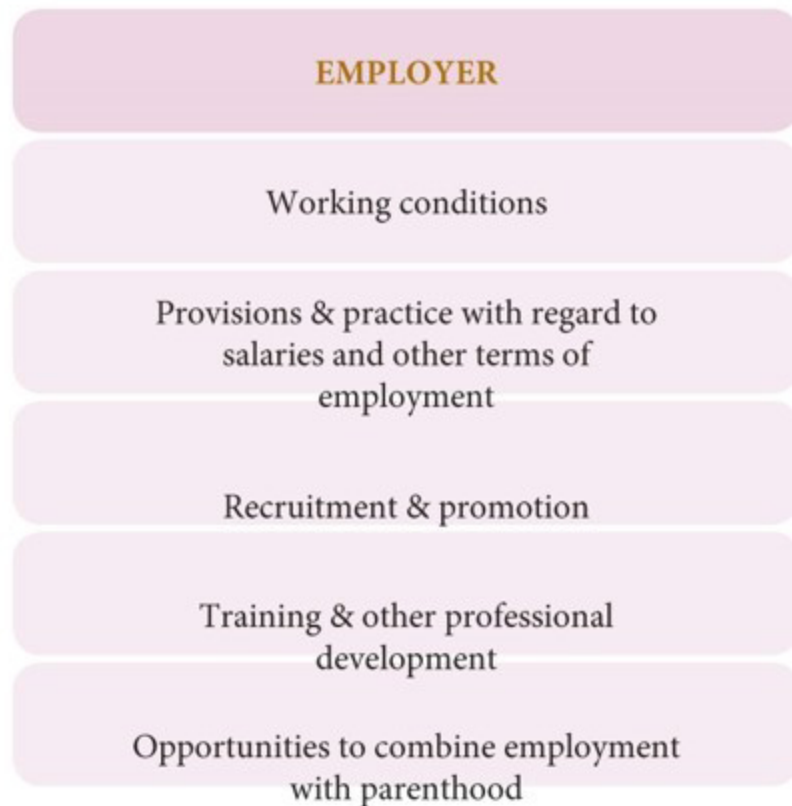 EMPLOYER
Working conditions
Provisions & practice with regard to
salaries and other terms of
employment
Recruitment & promotion
Training & other professional
development
Opportunities to combine employment
with parenthood